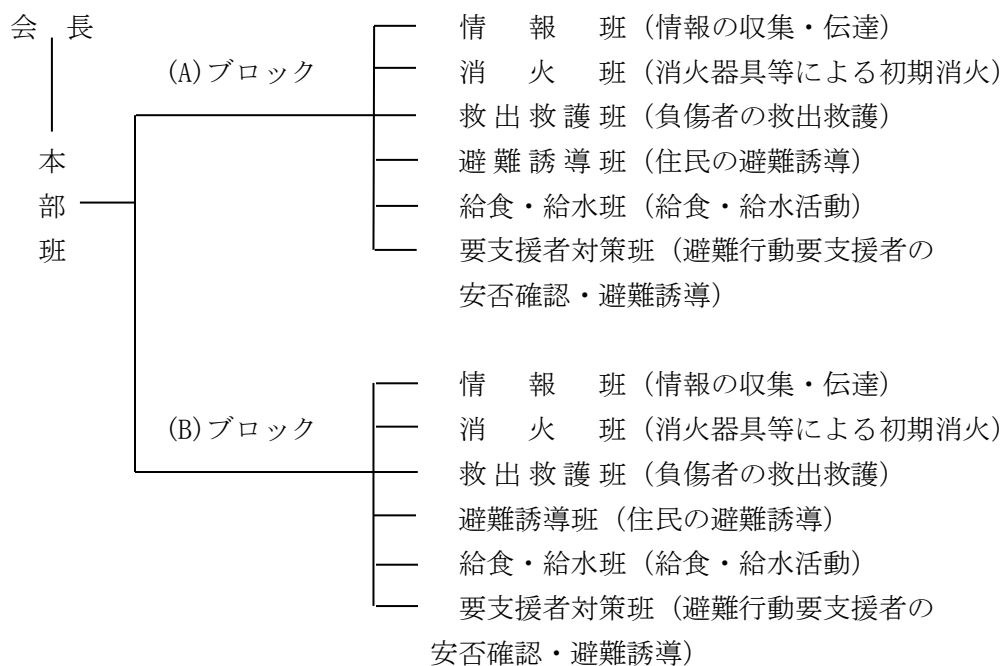 会 長
(A)ブロック
本部班
情 報 班（情報の収集・伝達）
消 火 班（消火器具等による初期消火）
救 出 救 護 班（負傷者の救出救護）
避 難 誘 導 班（住民の避難誘導）
給食・給水班（給食・給水活動）
要支援者対策班（避難行動要支援者の
安否確認・避難誘導）
(B)ブロック
情 報 班（情報の収集・伝達）
消 火 班（消火器具等による初期消火）
救 出 救 護 班（負傷者の救出救護）
避難誘導班（住民の避難誘導）
給食・給水班（給食・給水活動）
要支援者対策班（避難行動要支援者の
安否確認・避難誘導）